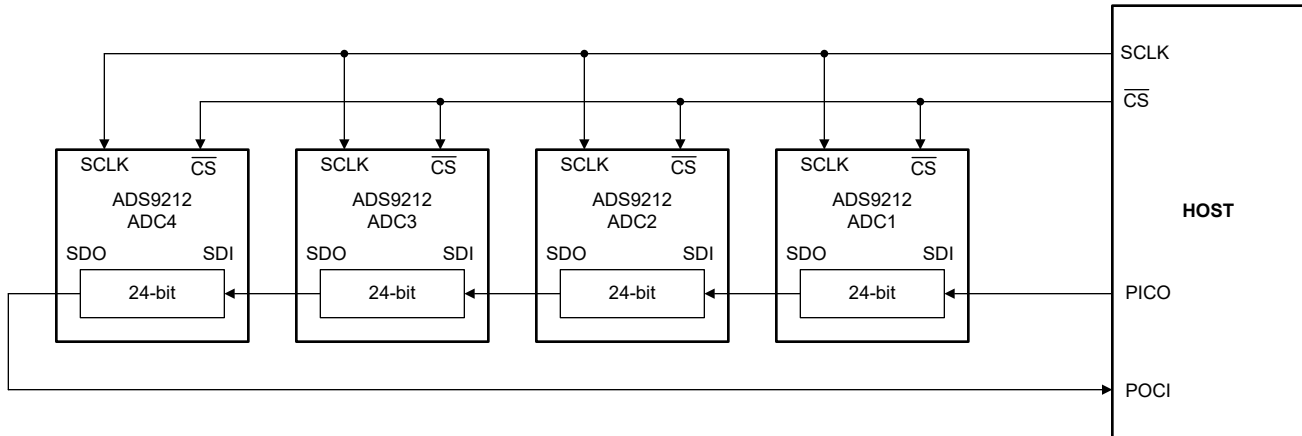 SCLK
CS
HOST
SCLK CS
ADS9212
ADC4
SDO SDI
24-bit
SCLK CS
ADS9212
ADC3
SDO SDI
24-bit
SCLK CS
ADS9212
ADC2
SDO SDI
24-bit
SCLK CS
ADS9212
ADC1
SDO SDI
24-bit
PICO
POCI